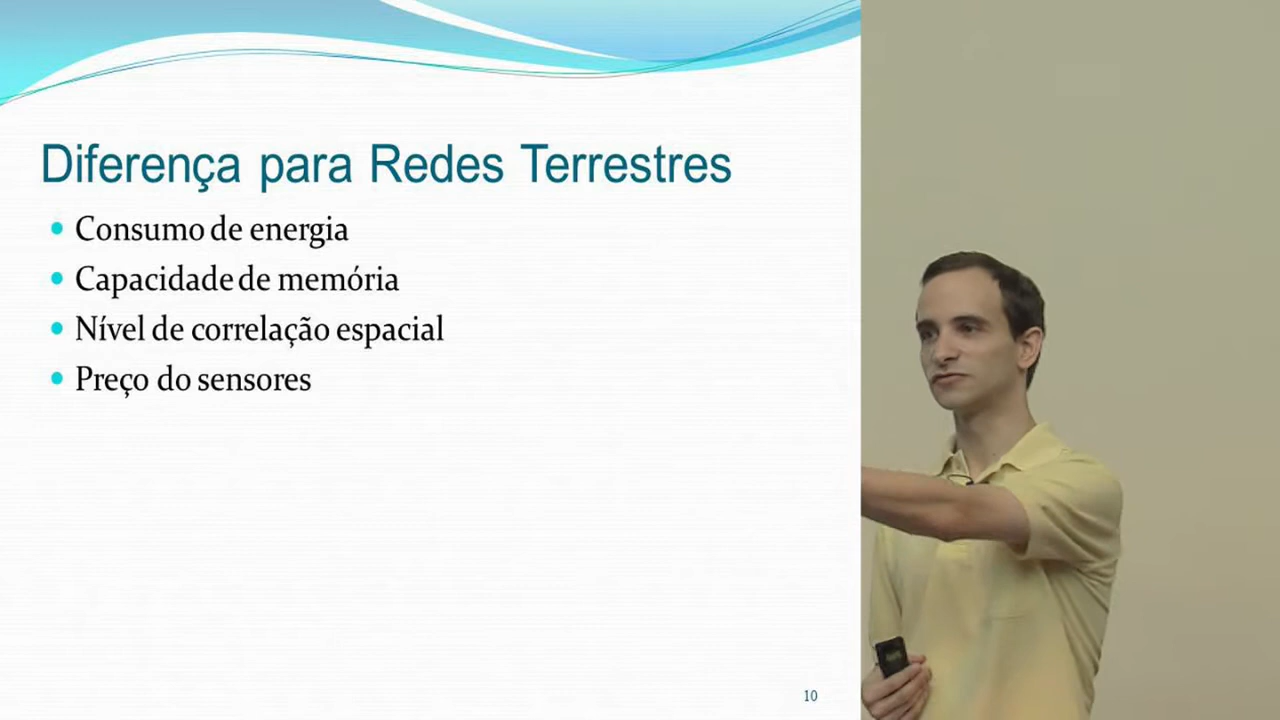 Diferença para Redes Terrestres
Consumo de energia
Capacidade de memória
Nível de correlação espacial
Preço do sensores
10